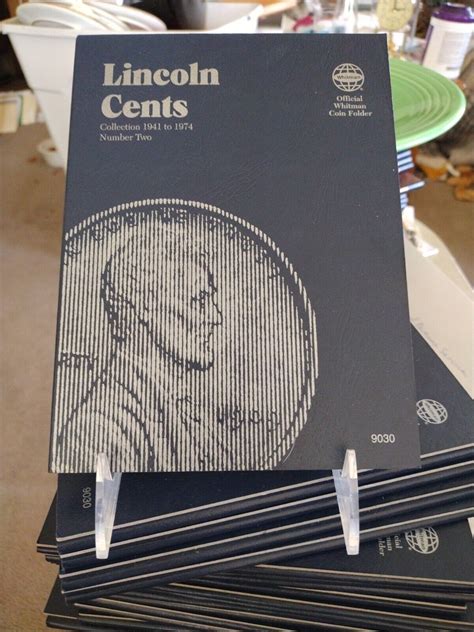 Lincoln
Cents
Collection 1941 to 1974
Number Two
Whitman
Official
Whitman
Coin Folder
9030
9030